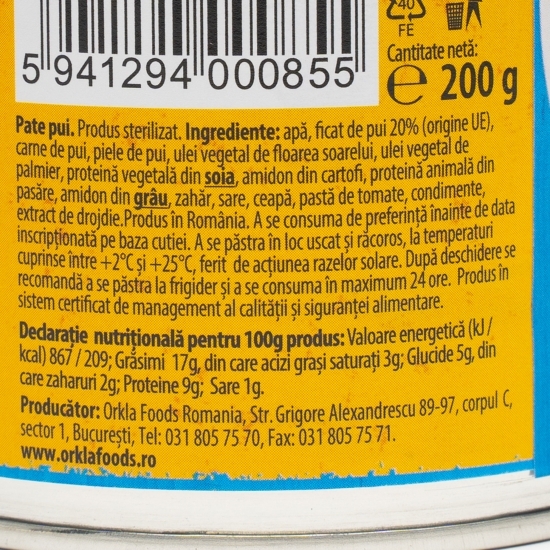 40
FE
5 941294 000855
Cantitate netă:
℮ 200 g
Pate pui. Produs sterilizat. Ingrediente: apă, ficat de pui 20% (origine UE),
carne de pui, piele de pui, ulei vegetal de floarea soarelui, ulei vegetal de
palmier, proteină vegetală din soia, amidon din cartofi, proteină animală din
pasăre, amidon din grâu, zahăr, sare, ceapă, pastă de tomate, condimente,
extract de drojdie.Produs în România. A se consuma de preferință înainte de data
inscripționată pe baza cutiei. A se păstra în loc uscat și răcoros, la temperaturi
cuprinse între +2°C și +25°C, ferit de acțiunea razelor solare. După deschidere se
recomandă a se păstra la frigider și a se consuma în maximum 24 ore. Produs în
sistem certificat de management al calității și siguranței alimentare.
Declarație nutrițională pentru 100g produs: Valoare energetică (kJ /
kcal) 867 / 209; Grăsimi 17g, din care acizi grași saturați 3g; Glucide 5g, din
care zaharuri 2g; Proteine 9g; Sare 1g.
Producător: Orkla Foods Romania, Str. Grigore Alexandrescu 89-97, corpul C,
sector 1, București, Tel: 031 805 75 70, Fax: 031 805 75 71.
www.orklafoods.ro